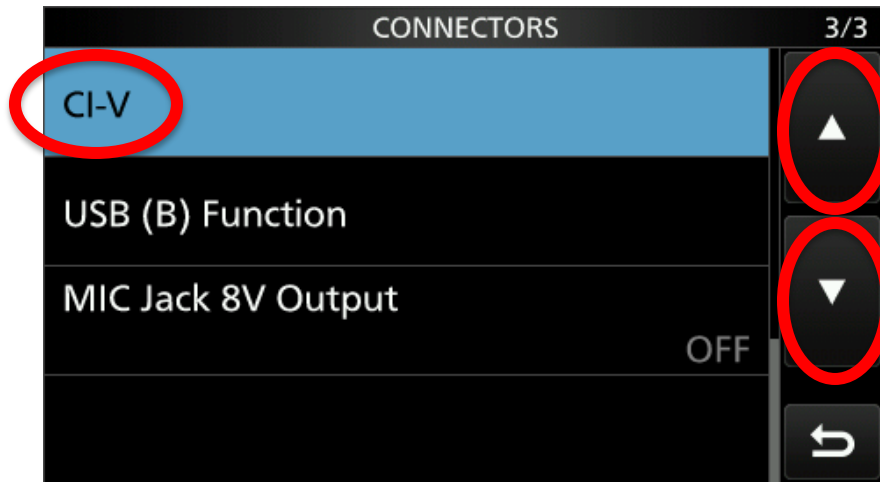 CONNECTORS 3/3
CI-V
USB (B) Function
MIC Jack 8V Output
OFF